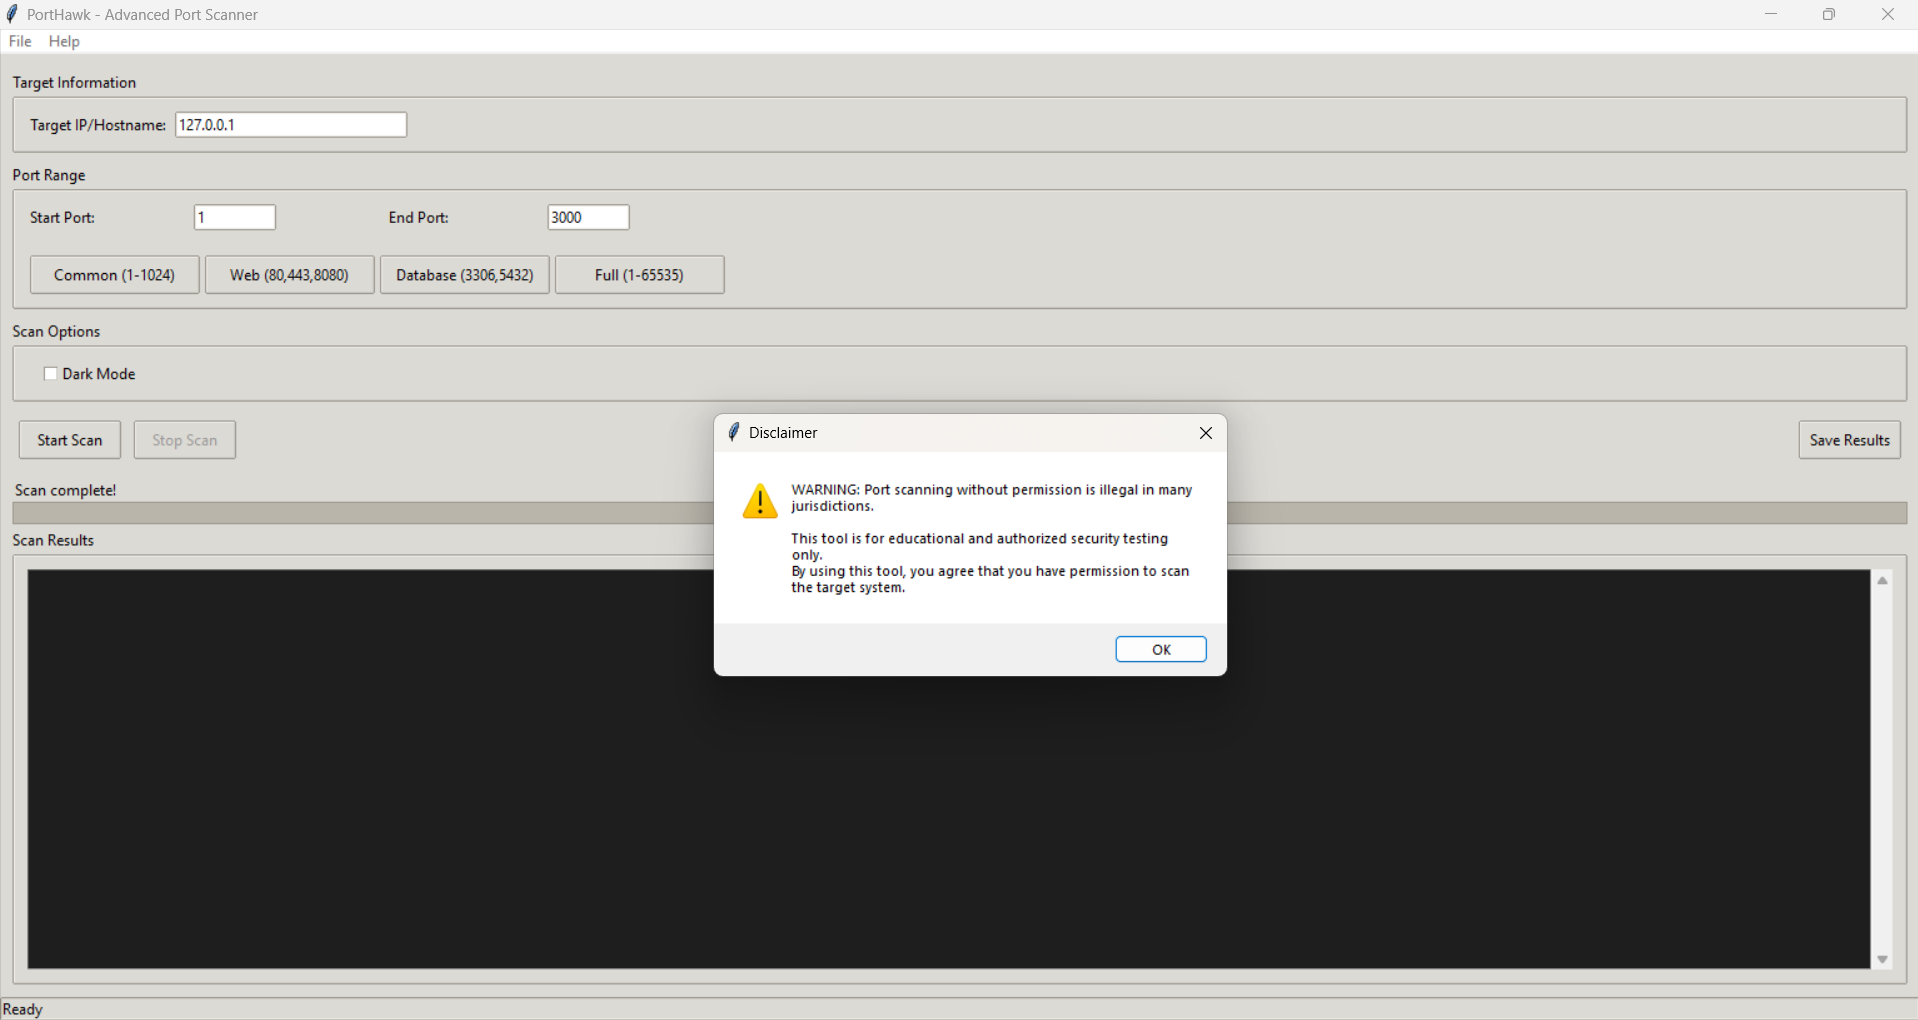 PortHawk - Advanced Port Scanner
File Help
Target Information
Target IP/Hostname: 127.0.0.1
Port Range
Start Port: 1 End Port: 3000
Common (1-1024) Web (80,443,8080) Database (3306,5432) Full (1-65535)
Scan Options
Dark Mode
Start Scan Stop Scan Save Results
Scan complete!
Scan Results
Disclaimer
WARNING: Port scanning without permission is illegal in many
jurisdictions.
This tool is for educational and authorized security testing
only.
By using this tool, you agree that you have permission to scan
the target system.
OK
Ready